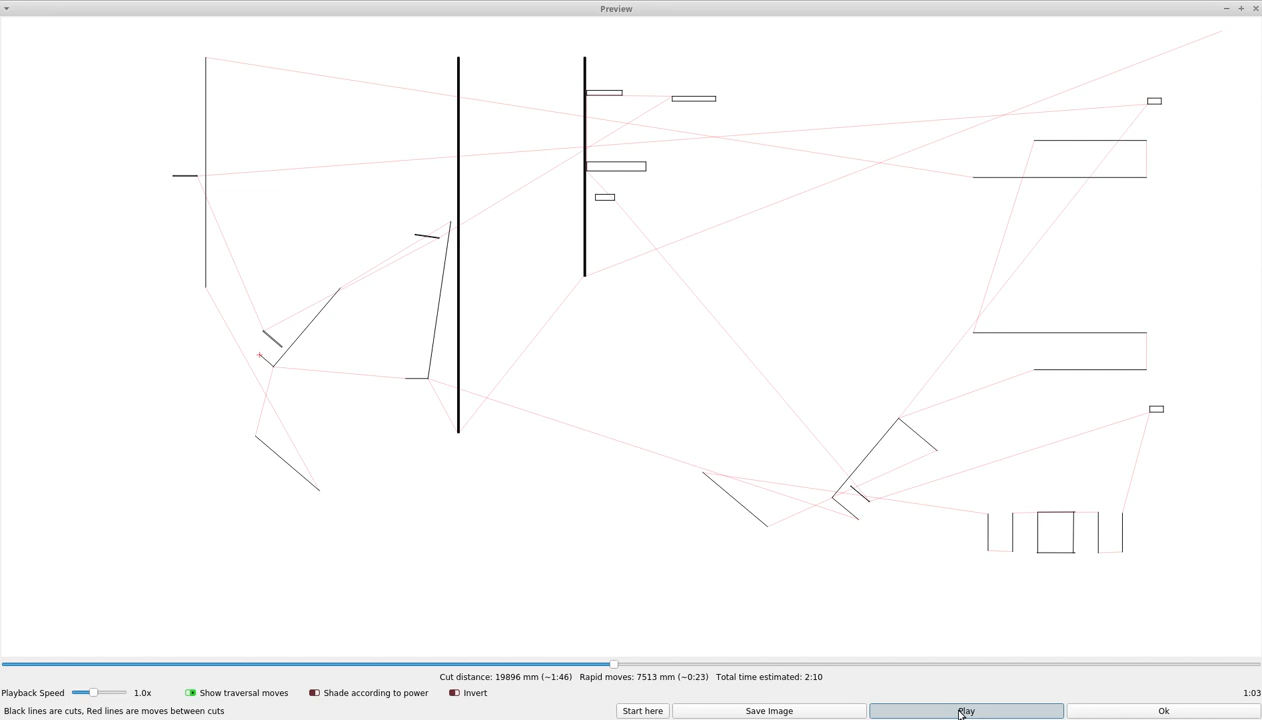 Preview
Cut distance: 19896 mm (~1:46)   Rapid moves: 7513 mm (~0:23)   Total time estimated: 2:10
Playback Speed 1.0x Show traversal moves Shade according to power Invert 1:03
Black lines are cuts, Red lines are moves between cuts Start here Save Image Play Ok